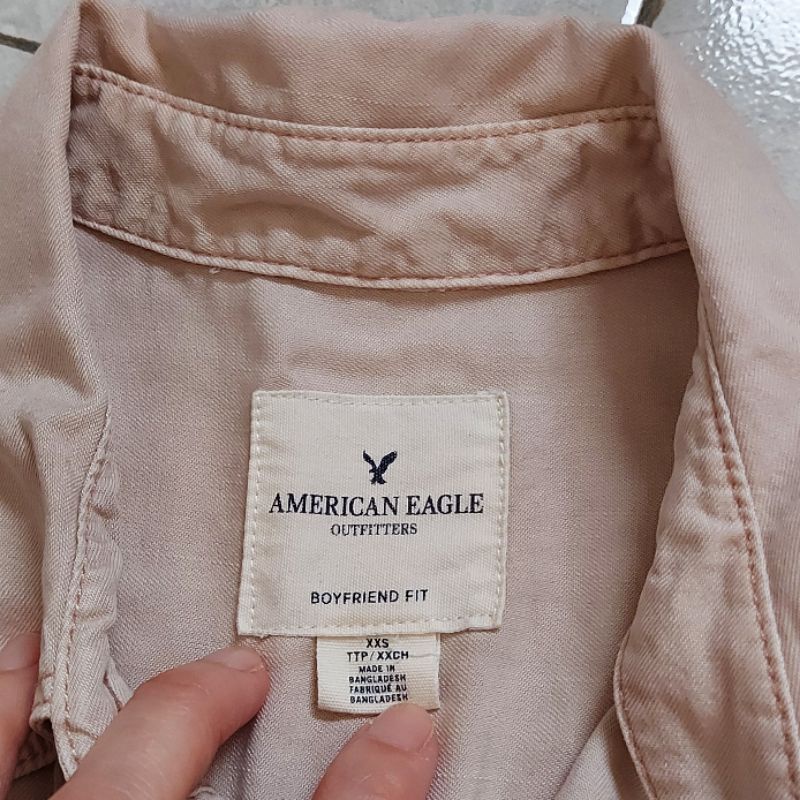 AMERICAN EAGLE
OUTFITTERS
BOYFRIEND FIT
XXS
TTP/XXCH
MADE IN
BANGLADESH
FABRIQUÉ AU
BANGLADESH